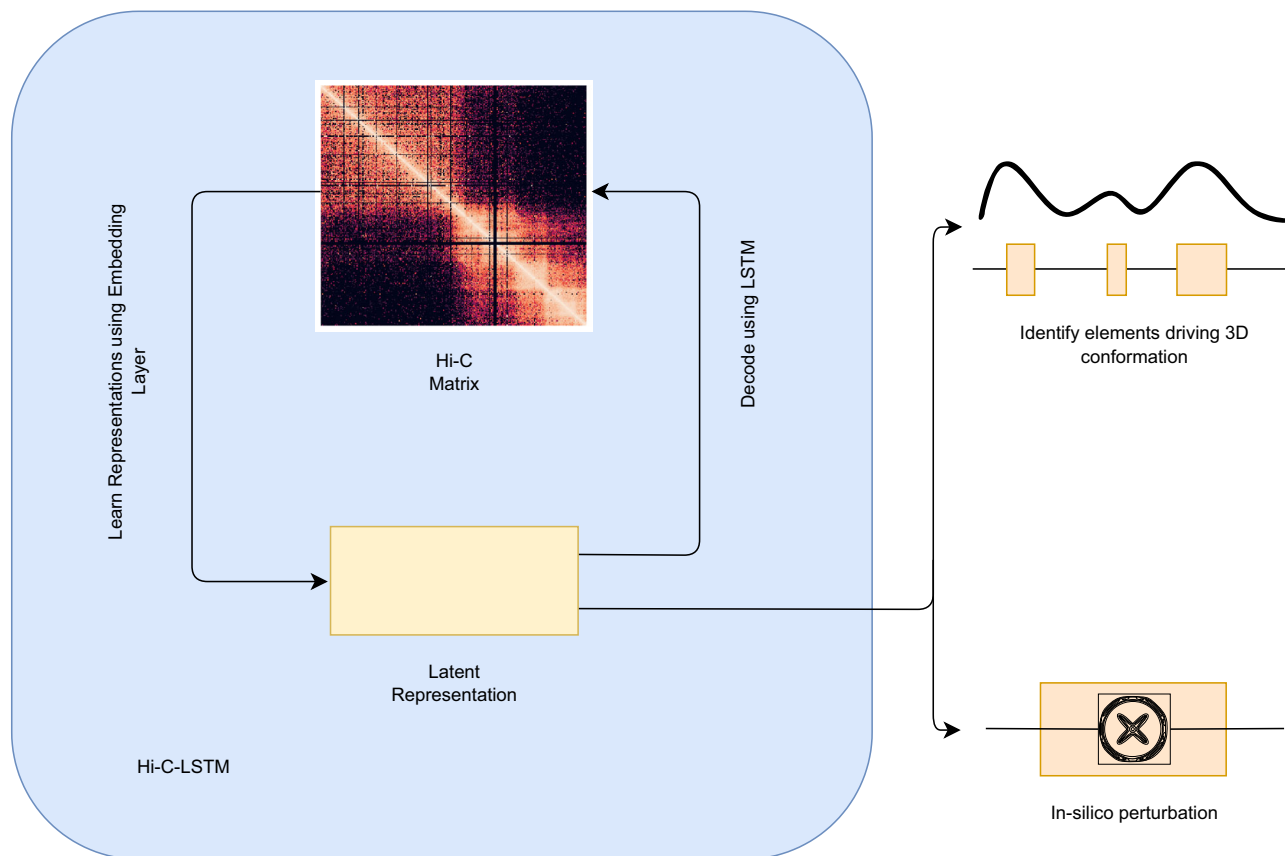 Learn Representations using Embedding
Layer
Hi-C
Matrix
Decode using LSTM
Latent
Representation
Hi-C-LSTM
Identify elements driving 3D
conformation
In-silico perturbation